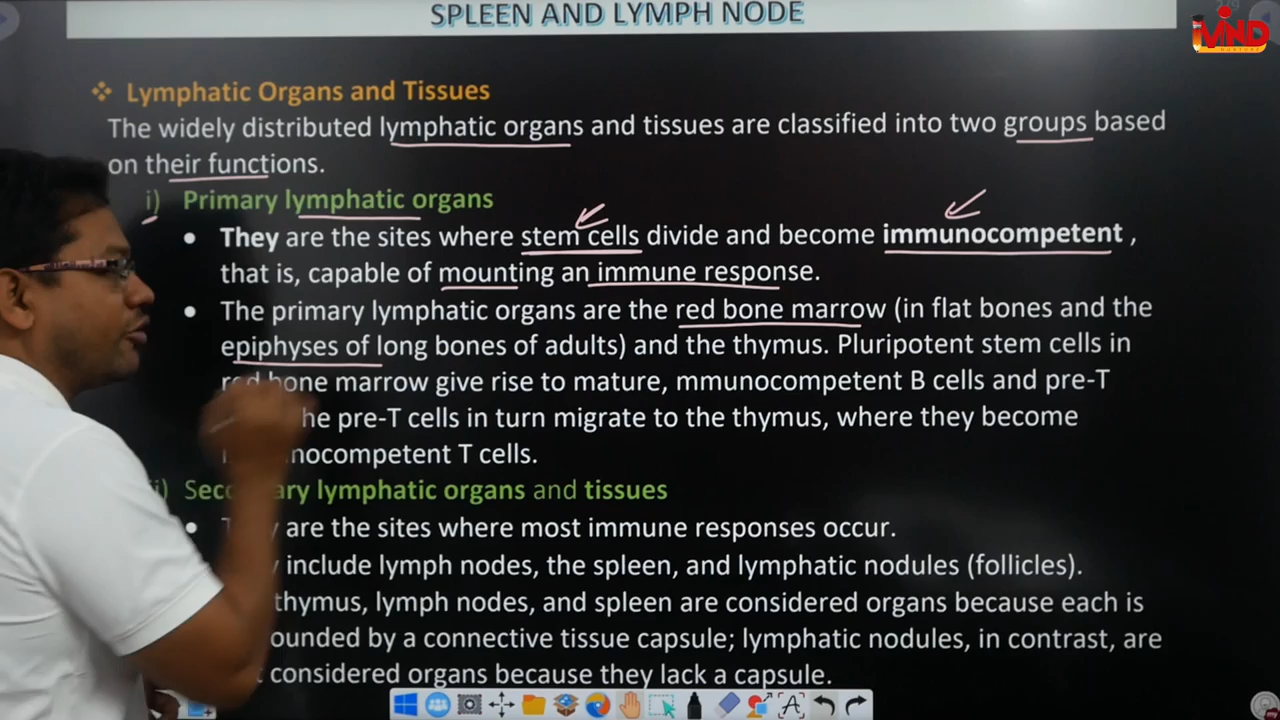 SPLEEN AND LYMPH NODE
MIND
❖ Lymphatic Organs and Tissues
The widely distributed lymphatic organs and tissues are classified into two groups based
on their functions.
i) Primary lymphatic organs
• They are the sites where stem cells divide and become immunocompetent ,
that is, capable of mounting an immune response.
• The primary lymphatic organs are the red bone marrow (in flat bones and the
epiphyses of long bones of adults) and the thymus. Pluripotent stem cells in
red bone marrow give rise to mature, mmunocompetent B cells and pre-T
he pre-T cells in turn migrate to the thymus, where they become
nocompetent T cells.
) Sec ary lymphatic organs and tissues
• y are the sites where most immune responses occur.
include lymph nodes, the spleen, and lymphatic nodules (follicles).
thymus, lymph nodes, and spleen are considered organs because each is
ounded by a connective tissue capsule; lymphatic nodules, in contrast, are
considered organs because they lack a capsule.